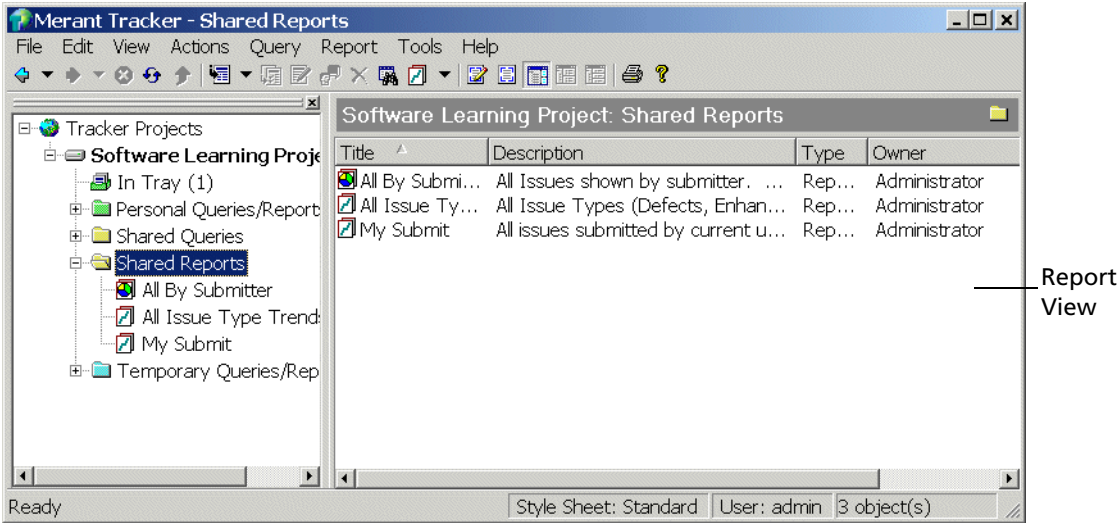 Merant Tracker - Shared Reports
File Edit View Actions Query Report Tools Help
Tracker Projects
Software Learning Proje
In Tray (1)
Personal Queries/Report
Shared Queries
Shared Reports
All By Submitter
All Issue Type Trend
My Submit
Temporary Queries/Rep
Software Learning Project: Shared Reports
Title Description Type Owner
All By Submi... All Issues shown by submitter. ... Rep... Administrator
All Issue Ty... All Issue Types (Defects, Enhan... Rep... Administrator
My Submit All issues submitted by current u... Rep... Administrator
Report
View
Ready Style Sheet: Standard User: admin 3 object(s)